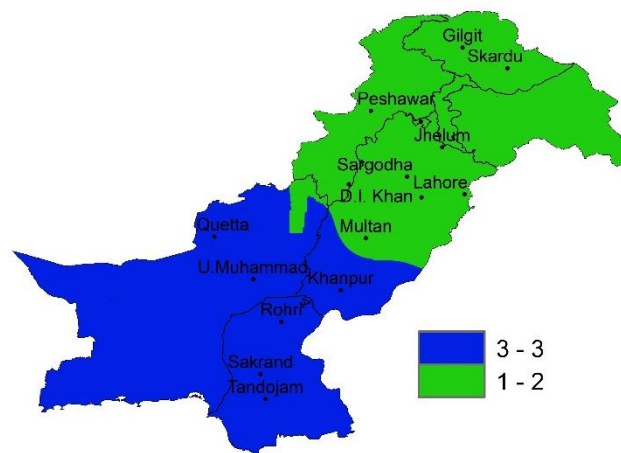 Gilgit
Skardu
Peshawar
Jhelum
Sargodha
D.I. Khan
Lahore
Multan
Quetta
U.Muhammad
Khanpur
Rohri
Sakrand
Tandojam
3 - 3
1 - 2